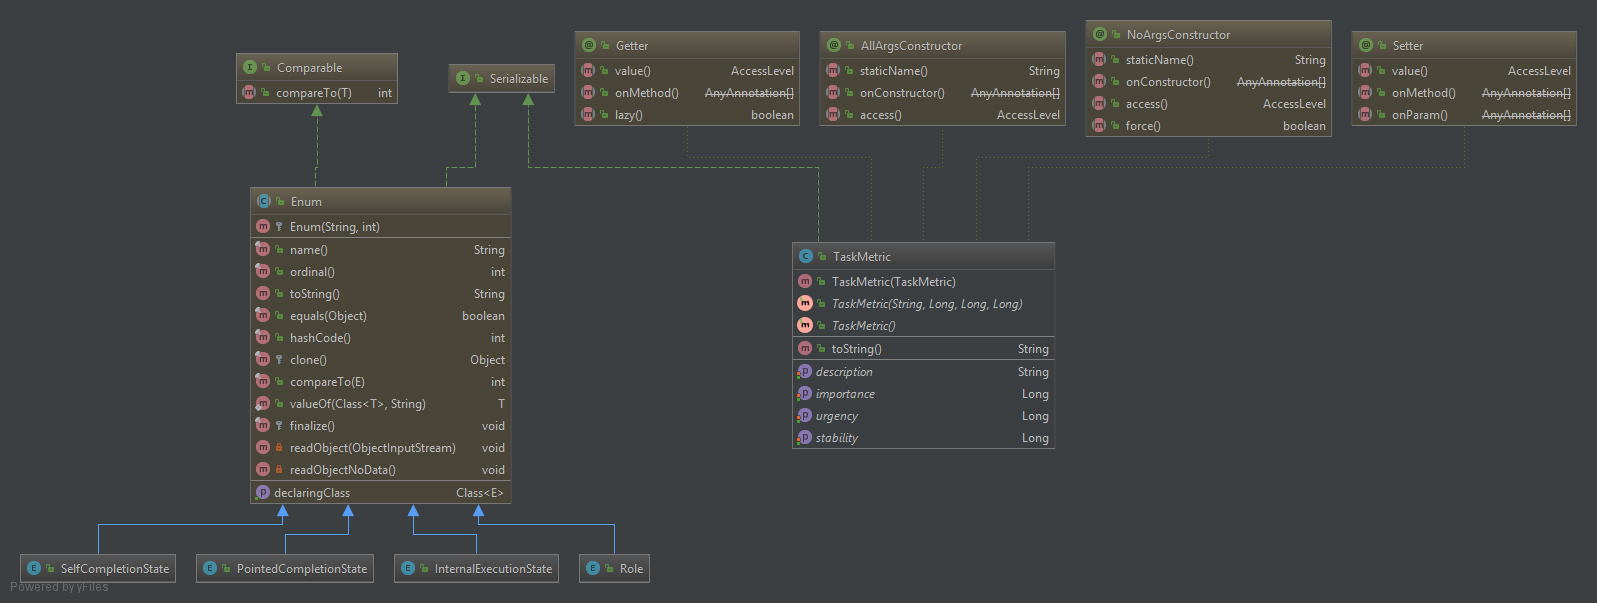 Comparable
compareTo(T) int
Serializable
Getter
value() AccessLevel
onMethod() AnyAnnotation[]
lazy() boolean
AllArgsConstructor
staticName() String
onConstructor() AnyAnnotation[]
access() AccessLevel
NoArgsConstructor
staticName() String
onConstructor() AnyAnnotation[]
access() AccessLevel
force() boolean
Setter
value() AccessLevel
onMethod() AnyAnnotation[]
onParam() AnyAnnotation[]
Enum
Enum(String, int)
name() String
ordinal() int
toString() String
equals(Object) boolean
hashCode() int
clone() Object
compareTo(E) int
valueOf(Class<T>, String) T
finalize() void
readObject(ObjectInputStream) void
readObjectNoData() void
declaringClass Class<E>
TaskMetric
TaskMetric(TaskMetric)
TaskMetric(String, Long, Long, Long)
TaskMetric()
toString() String
description String
importance Long
urgency Long
stability Long
SelfCompletionState
PointedCompletionState
InternalExecutionState
Role
Powered by yFiles